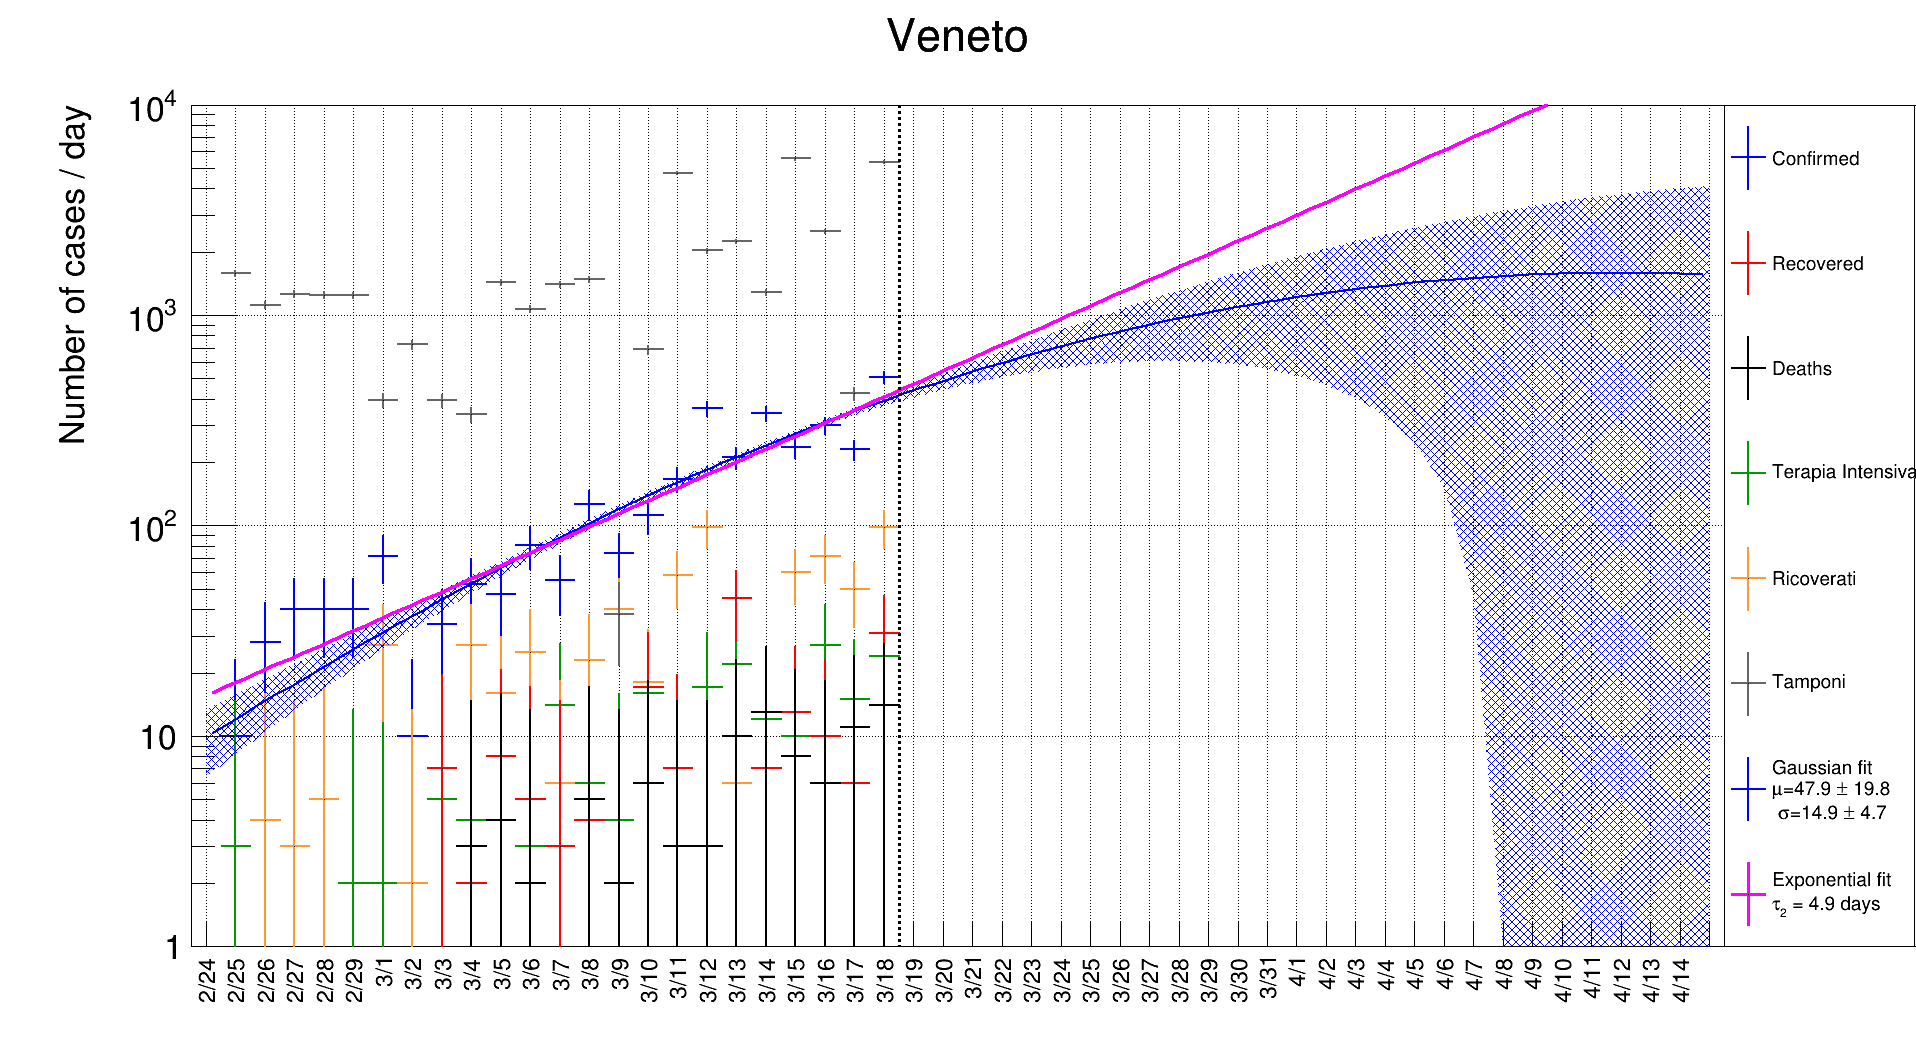 Veneto
Number of cases / day
10^4
10^3
10^2
10
1
2/24 2/25 2/26 2/27 2/28 2/29 3/1 3/2 3/3 3/4 3/5 3/6 3/7 3/8 3/9 3/10 3/11 3/12 3/13 3/14 3/15 3/16 3/17 3/18 3/19 3/20 3/21 3/22 3/23 3/24 3/25 3/26 3/27 3/28 3/29 3/30 3/31 4/1 4/2 4/3 4/4 4/5 4/6 4/7 4/8 4/9 4/10 4/11 4/12 4/13 4/14
Confirmed
Recovered
Deaths
Terapia Intensiva
Ricoverati
Tamponi
Gaussian fit
μ=47.9 ± 19.8
σ=14.9 ± 4.7
Exponential fit
τ₂ = 4.9 days